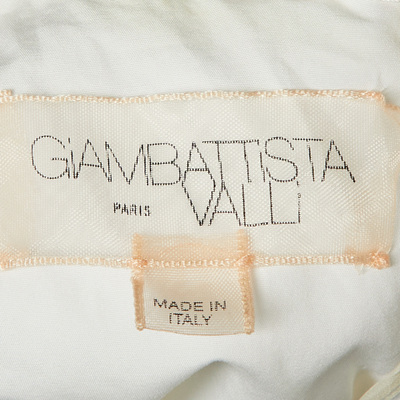 GIAMBATTISTA
PARIS VALLI
MADE IN
ITALY